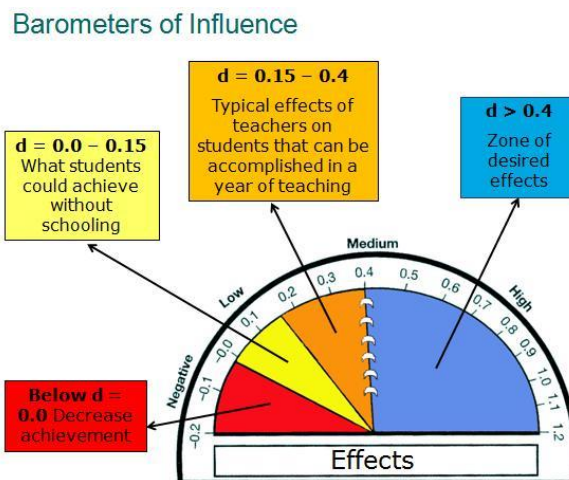 Barometers of Influence
d = 0.15 – 0.4
Typical effects of
teachers on
students that can be
accomplished in a
year of teaching
d > 0.4
Zone of
desired
effects
d = 0.0 – 0.15
What students
could achieve
without
schooling
Below d =
0.0 Decrease
achievement
Negative
Low
Medium
High
-0.2
-0.1
-0.0
0.1
0.2
0.3
0.4
0.5
0.6
0.7
0.8
0.9
1.0
1.1
1.2
Effects